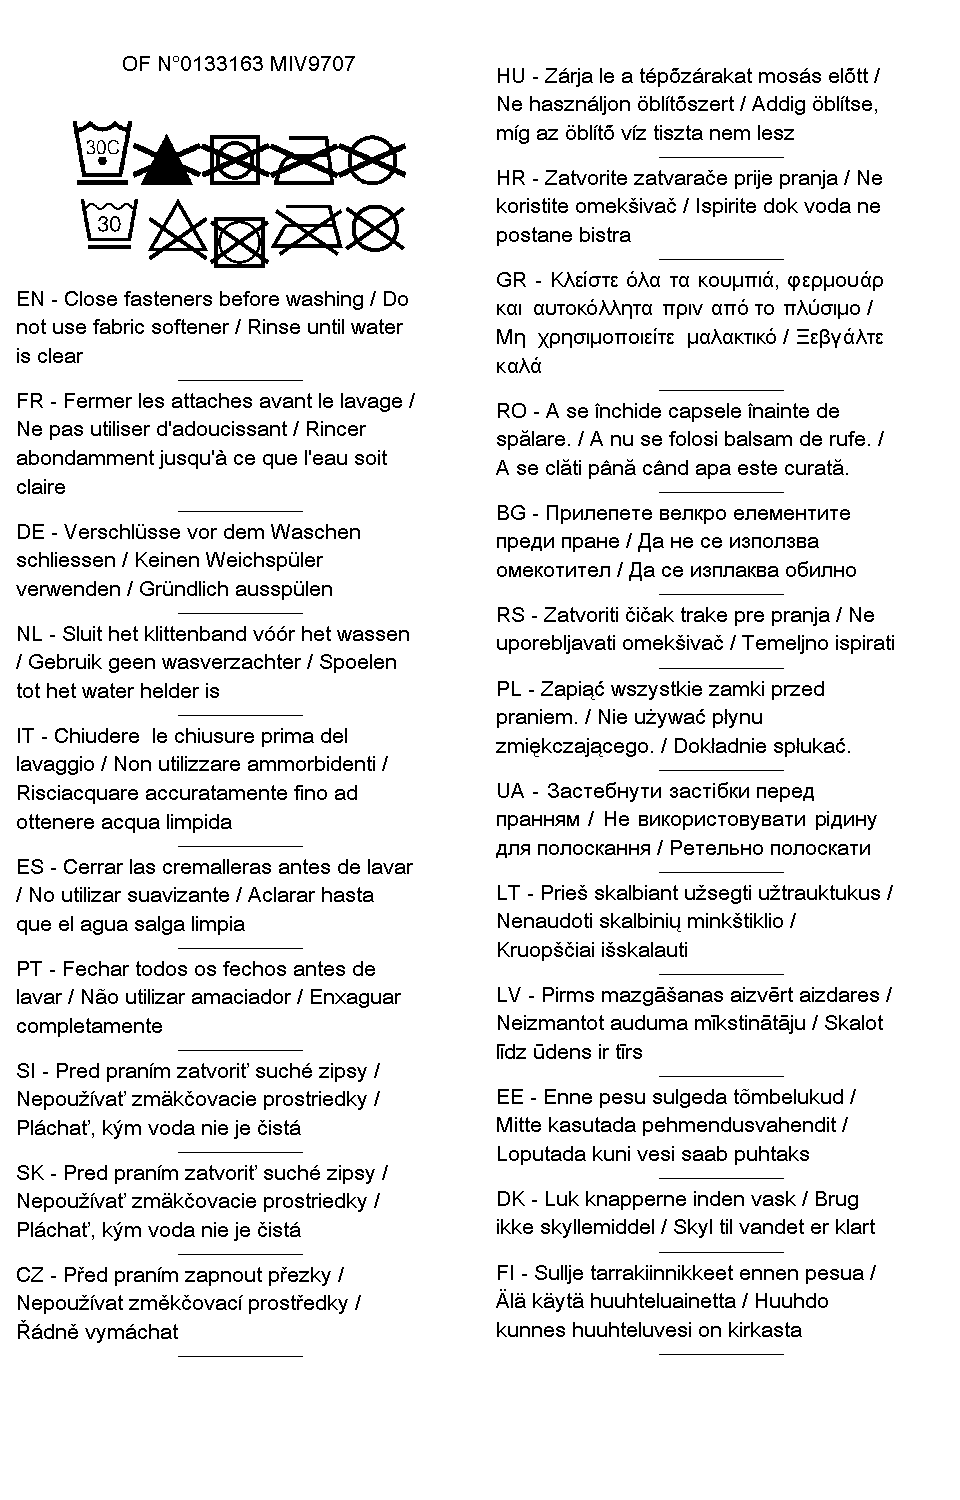 OF N°0133163 MIV9707
30C
30
EN - Close fasteners before washing / Do
not use fabric softener / Rinse until water
is clear
FR - Fermer les attaches avant le lavage /
Ne pas utiliser d'adoucissant / Rincer
abondamment jusqu'à ce que l'eau soit
claire
DE - Verschlüsse vor dem Waschen
schliessen / Keinen Weichspüler
verwenden / Gründlich ausspülen
NL - Sluit het klittenband vóór het wassen
/ Gebruik geen wasverzachter / Spoelen
tot het water helder is
IT - Chiudere  le chiusure prima del
lavaggio / Non utilizzare ammorbidenti /
Risciacquare accuratamente fino ad
ottenere acqua limpida
ES - Cerrar las cremalleras antes de lavar
/ No utilizar suavizante / Aclarar hasta
que el agua salga limpia
PT - Fechar todos os fechos antes de
lavar / Não utilizar amaciador / Enxaguar
completamente
SI - Pred praním zatvoriť suché zipsy /
Nepoužívať zmäkčovacie prostriedky /
Pláchať, kým voda nie je čistá
SK - Pred praním zatvoriť suché zipsy /
Nepoužívať zmäkčovacie prostriedky /
Pláchať, kým voda nie je čistá
CZ - Před praním zapnout přezky /
Nepoužívat změkčovací prostředky /
Řádně vymáchat
HU - Zárja le a tépőzárakat mosás előtt /
Ne használjon öblítőszert / Addig öblítse,
míg az öblítő víz tiszta nem lesz
HR - Zatvorite zatvarače prije pranja / Ne
koristite omekšivač / Ispirite dok voda ne
postane bistra
GR - Κλείστε όλα τα κουμπιά, φερμουάρ
και αυτοκόλλητα πριν από το πλύσιμο /
Μη χρησιμοποιείτε μαλακτικό / Ξεβγάλτε
καλά
RO - A se închide capsele înainte de
spălare. / A nu se folosi balsam de rufe. /
A se clăti până când apa este curată.
BG - Прилепете велкро елементите
преди пране / Да не се използва
омекотител / Да се изплаква обилно
RS - Zatvoriti čičak trake pre pranja / Ne
uporebljavati omekšivač / Temeljno ispirati
PL - Zapiąć wszystkie zamki przed
praniem. / Nie używać płynu
zmiękczającego. / Dokładnie spłukać.
UA - Застебнути застібки перед
пранням / Не використовувати рідину
для полоскання / Ретельно полоскати
LT - Prieš skalbiant užsegti užtrauktukus /
Nenaudoti skalbinių minkštiklio /
Kruopščiai išskalauti
LV - Pirms mazgāšanas aizvērt aizdares /
Neizmantot auduma mīkstinātāju / Skalot
līdz ūdens ir tīrs
EE - Enne pesu sulgeda tõmbelukud /
Mitte kasutada pehmendusvahendit /
Loputada kuni vesi saab puhtaks
DK - Luk knapperne inden vask / Brug
ikke skyllemiddel / Skyl til vandet er klart
FI - Sullje tarrakiinnikkeet ennen pesua /
Älä käytä huuhteluainetta / Huuhdo
kunnes huuhteluvesi on kirkasta